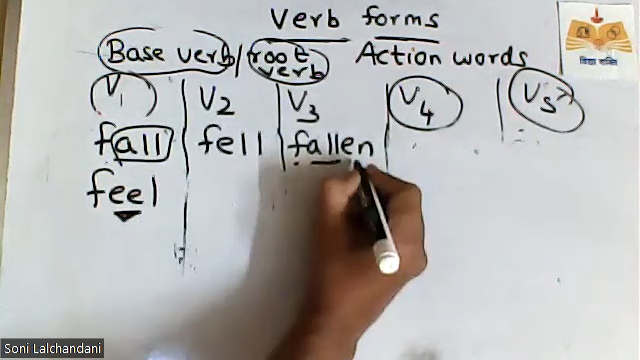 Verb forms
Base verb/ root verb Action words
V1 V2 V3 V4 V5
fall fell fallen
feel
Soni Lalchandani